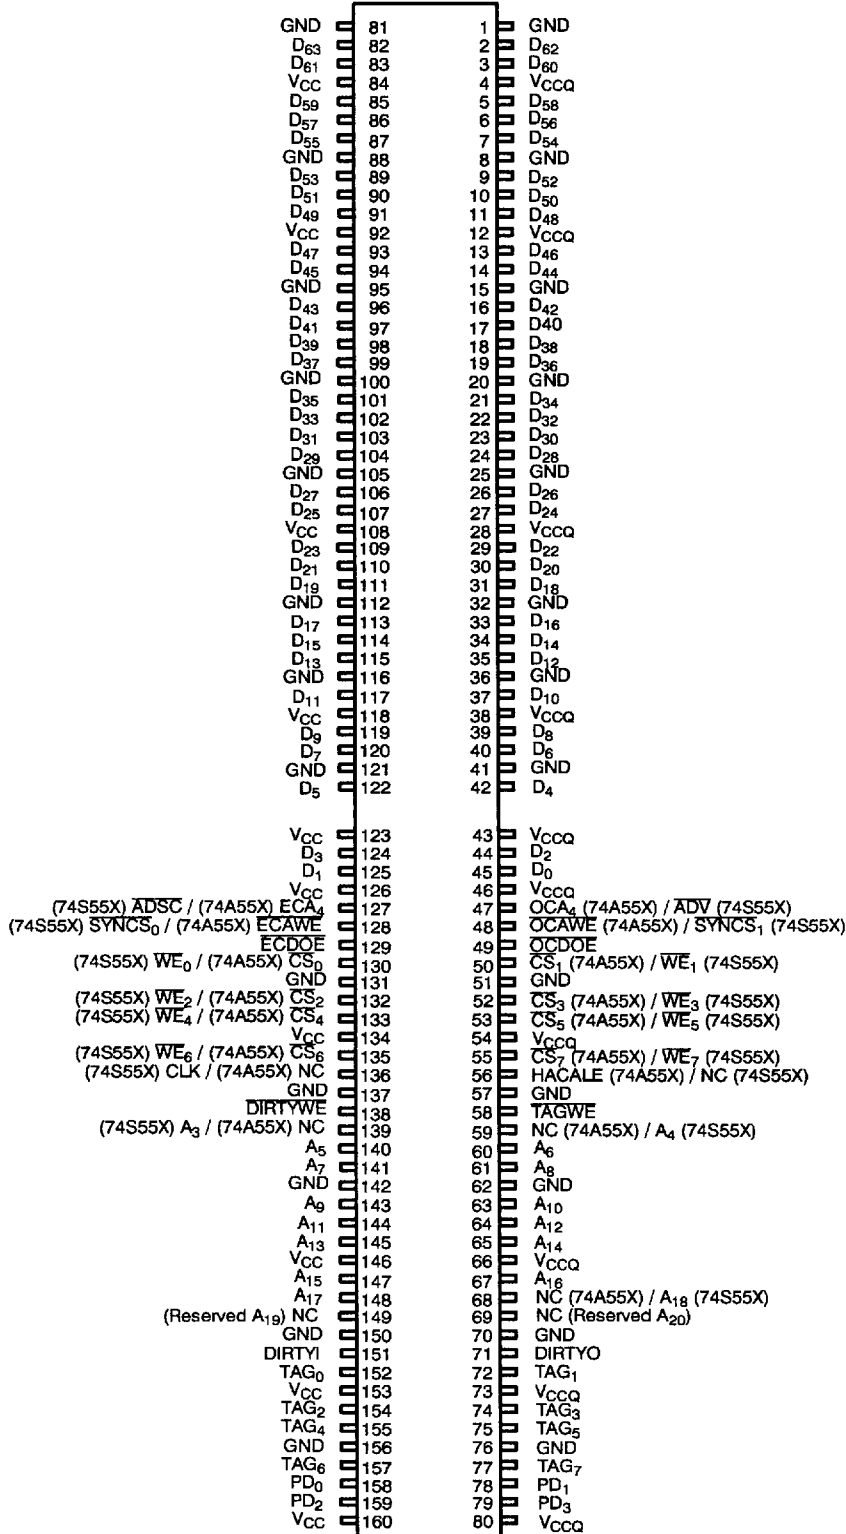 GND 81 1 GND
D63 82 2 D62
D61 83 3 D60
VCC 84 4 VCCQ
D59 85 5 D58
D57 86 6 D56
D55 87 7 D54
GND 88 8 GND
D53 89 9 D52
D51 90 10 D50
D49 91 11 D48
VCC 92 12 VCCQ
D47 93 13 D46
D45 94 14 D44
GND 95 15 GND
D43 96 16 D42
D41 97 17 D40
D39 98 18 D38
D37 99 19 D36
GND 100 20 GND
D35 101 21 D34
D33 102 22 D32
D31 103 23 D30
D29 104 24 D28
GND 105 25 GND
D27 106 26 D26
D25 107 27 D24
VCC 108 28 VCCQ
D23 109 29 D22
D21 110 30 D20
D19 111 31 D18
GND 112 32 GND
D17 113 33 D16
D15 114 34 D14
D13 115 35 D12
GND 116 36 GND
D11 117 37 D10
VCC 118 38 VCCQ
D9 119 39 D8
D7 120 40 D6
GND 121 41 GND
D5 122 42 D4
VCC 123 43 VCCQ
D3 124 44 D2
D1 125 45 D0
VCC 126 46 VCCQ
(74S55X) ADSC / (74A55X) ECA4 127 47 OCA4 (74A55X) / ADV (74S55X)
(74S55X) SYNCS0 / (74A55X) ECAWE 128 48 OCAWE (74A55X) / SYNCS1 (74S55X)
ECDOE 129 49 OCDOE
(74S55X) WE0 / (74A55X) CS0 130 50 CS1 (74A55X) / WE1 (74S55X)
GND 131 51 GND
(74S55X) WE2 / (74A55X) CS2 132 52 CS3 (74A55X) / WE3 (74S55X)
(74S55X) WE4 / (74A55X) CS4 133 53 CS5 (74A55X) / WE5 (74S55X)
VCC 134 54 VCCQ
(74S55X) WE6 / (74A55X) CS6 135 55 CS7 (74A55X) / WE7 (74S55X)
(74S55X) CLK / (74A55X) NC 136 56 HACALE (74A55X) / NC (74S55X)
GND 137 57 GND
DIRTYWE 138 58 TAGWE
(74S55X) A3 / (74A55X) NC 139 59 NC (74A55X) / A4 (74S55X)
A5 140 60 A6
A7 141 61 A8
GND 142 62 GND
A9 143 63 A10
A11 144 64 A12
A13 145 65 A14
VCC 146 66 VCCQ
A15 147 67 A16
A17 148 68 NC (74A55X) / A18 (74S55X)
(Reserved A19) NC 149 69 NC (Reserved A20)
GND 150 70 GND
DIRTYI 151 71 DIRTYO
TAG0 152 72 TAG1
VCC 153 73 VCCQ
TAG2 154 74 TAG3
TAG4 155 75 TAG5
GND 156 76 GND
TAG6 157 77 TAG7
PD0 158 78 PD1
PD2 159 79 PD3
VCC 160 80 VCCQ